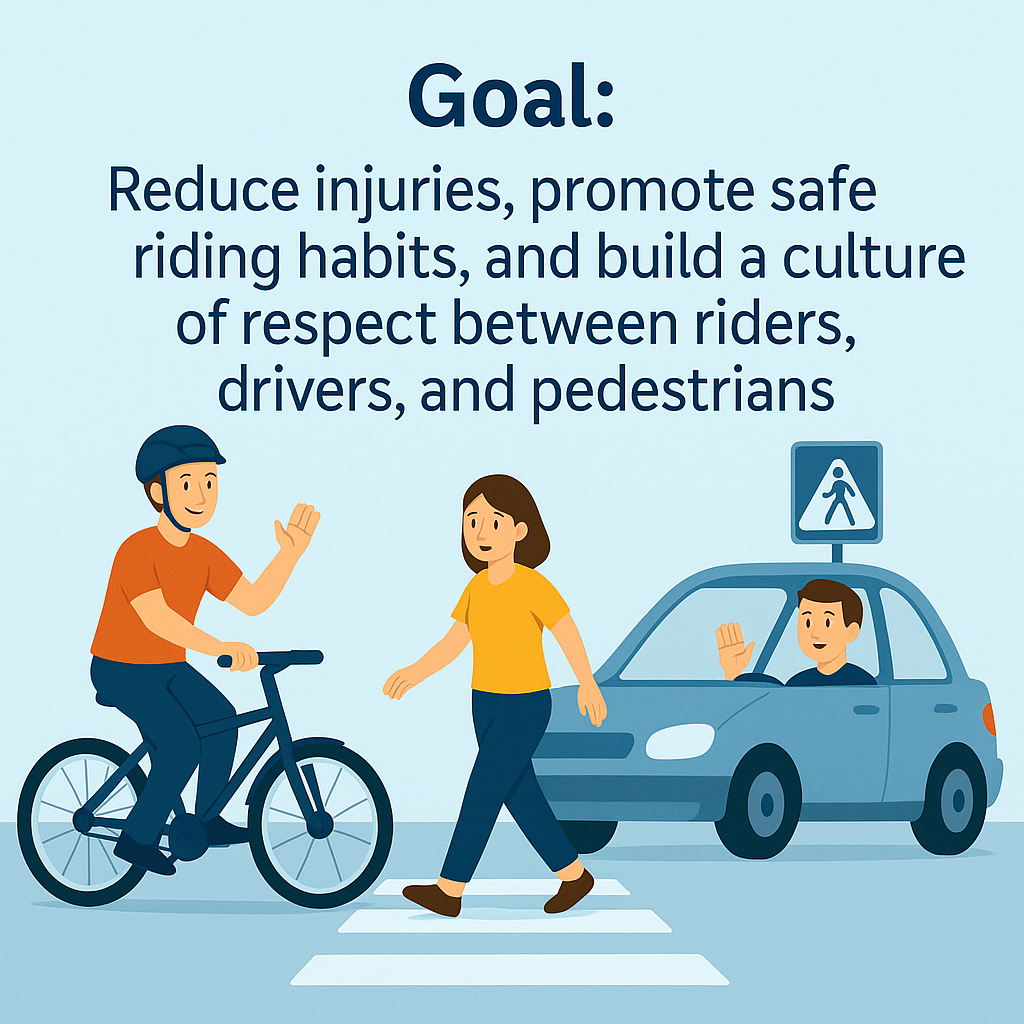 Goal:
Reduce injuries, promote safe
riding habits, and build a culture
of respect between riders,
drivers, and pedestrians